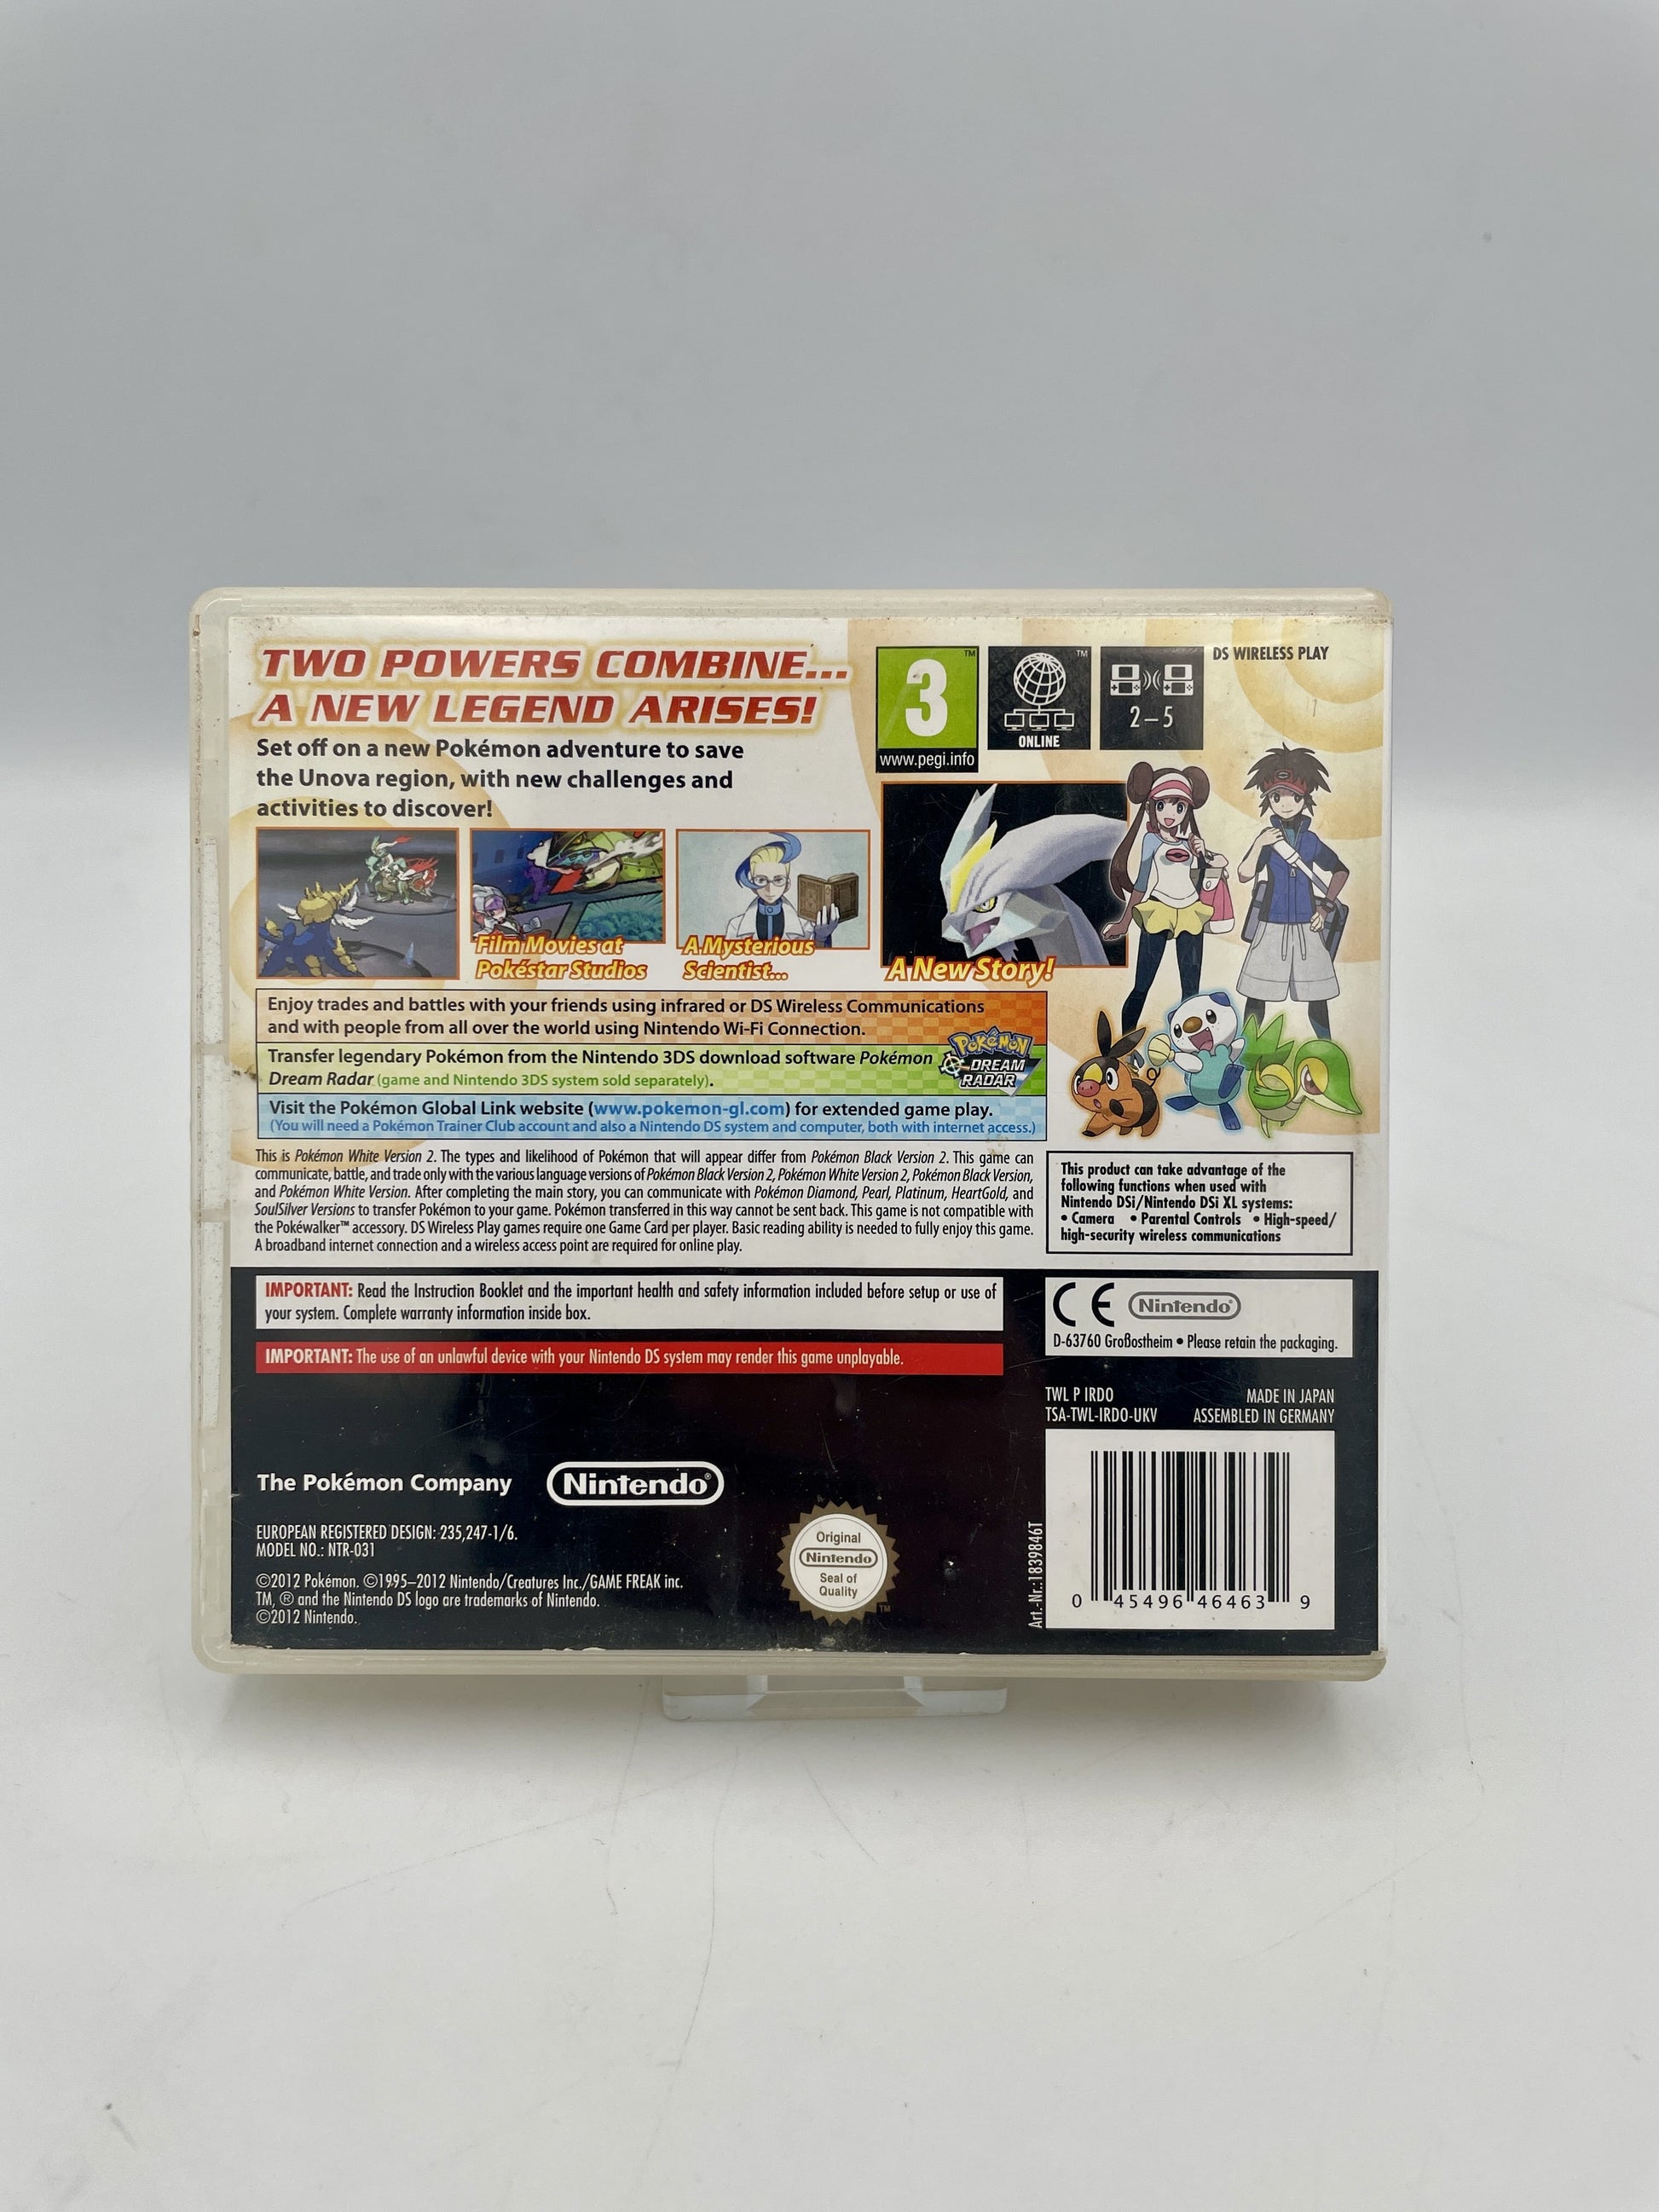 TWO POWERS COMBINE...
A NEW LEGEND ARISES!
Set off on a new Pokémon adventure to save
the Unova region, with new challenges and
activities to discover!
3
TM
www.pegi.info
TM
ONLINE
2–5
DS WIRELESS PLAY
Film Movies at
Pokéstar Studios
A Mysterious
Scientist...
A New Story!
Enjoy trades and battles with your friends using infrared or DS Wireless Communications
and with people from all over the world using Nintendo Wi-Fi Connection.
Transfer legendary Pokémon from the Nintendo 3DS download software Pokémon
Dream Radar (game and Nintendo 3DS system sold separately).
POKéMON
DREAM
RADAR
Visit the Pokémon Global Link website (www.pokemon-gl.com) for extended game play.
(You will need a Pokémon Trainer Club account and also a Nintendo DS system and computer, both with internet access.)
This is Pokémon White Version 2. The types and likelihood of Pokémon that will appear differ from Pokémon Black Version 2. This game can
communicate, battle, and trade only with the various language versions of Pokémon Black Version 2, Pokémon White Version 2, Pokémon Black Version,
and Pokémon White Version. After completing the main story, you can communicate with Pokémon Diamond, Pearl, Platinum, HeartGold, and
SoulSilver Versions to transfer Pokémon to your game. Pokémon transferred in this way cannot be sent back. This game is not compatible with
the Pokéwalker™ accessory. DS Wireless Play games require one Game Card per player. Basic reading ability is needed to fully enjoy this game.
A broadband internet connection and a wireless access point are required for online play.
This product can take advantage of the
following functions when used with
Nintendo DSi/Nintendo DSi XL systems:
• Camera • Parental Controls • High-speed/
high-security wireless communications
IMPORTANT: Read the Instruction Booklet and the important health and safety information included before setup or use of
your system. Complete warranty information inside box.
IMPORTANT: The use of an unlawful device with your Nintendo DS system may render this game unplayable.
CE Nintendo®
D-63760 Großostheim • Please retain the packaging.
TWL P IRDO MADE IN JAPAN
TSA-TWL-IRDO-UKV ASSEMBLED IN GERMANY
The Pokémon Company Nintendo®
EUROPEAN REGISTERED DESIGN: 235,247-1/6.
MODEL NO.: NTR-031
©2012 Pokémon. ©1995–2012 Nintendo/Creatures Inc./GAME FREAK inc.
TM, ® and the Nintendo DS logo are trademarks of Nintendo.
©2012 Nintendo.
Original
Nintendo
Seal of
Quality
TM
Art.-Nr.:1839846T
0 45496 46463 9